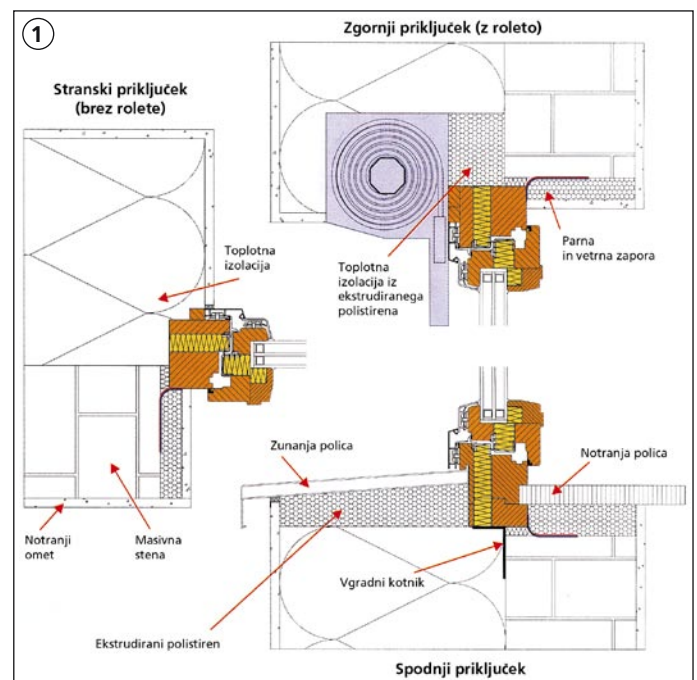 1
Zgornji priključek (z roleto)
Stranski priključek
(brez rolete)
Toplotna
izolacija
Toplotna
izolacija iz
ekstrudiranega
polistirena
Parna
in vetrna zapora
Zunanja polica
Notranja polica
Notranji
omet
Masivna
stena
Vgradni kotnik
Ekstrudirani polistiren
Spodnji priključek